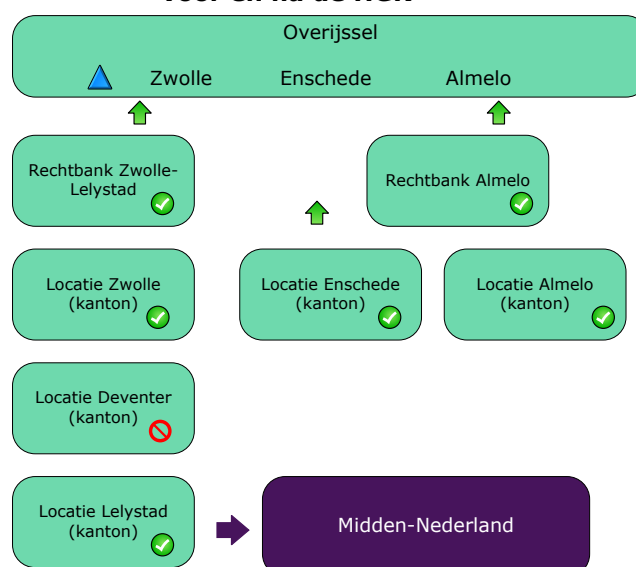 Overijssel
Zwolle Enschede Almelo
Rechtbank Zwolle-
Lelystad
Rechtbank Almelo
Locatie Zwolle
(kanton)
Locatie Enschede
(kanton)
Locatie Almelo
(kanton)
Locatie Deventer
(kanton)
Locatie Lelystad
(kanton)
Midden-Nederland